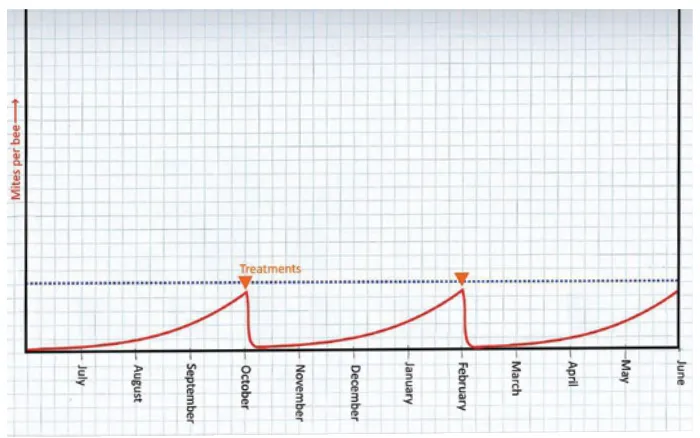 Mites per bee
Treatments
July
August
September
October
November
December
January
February
March
April
May
June